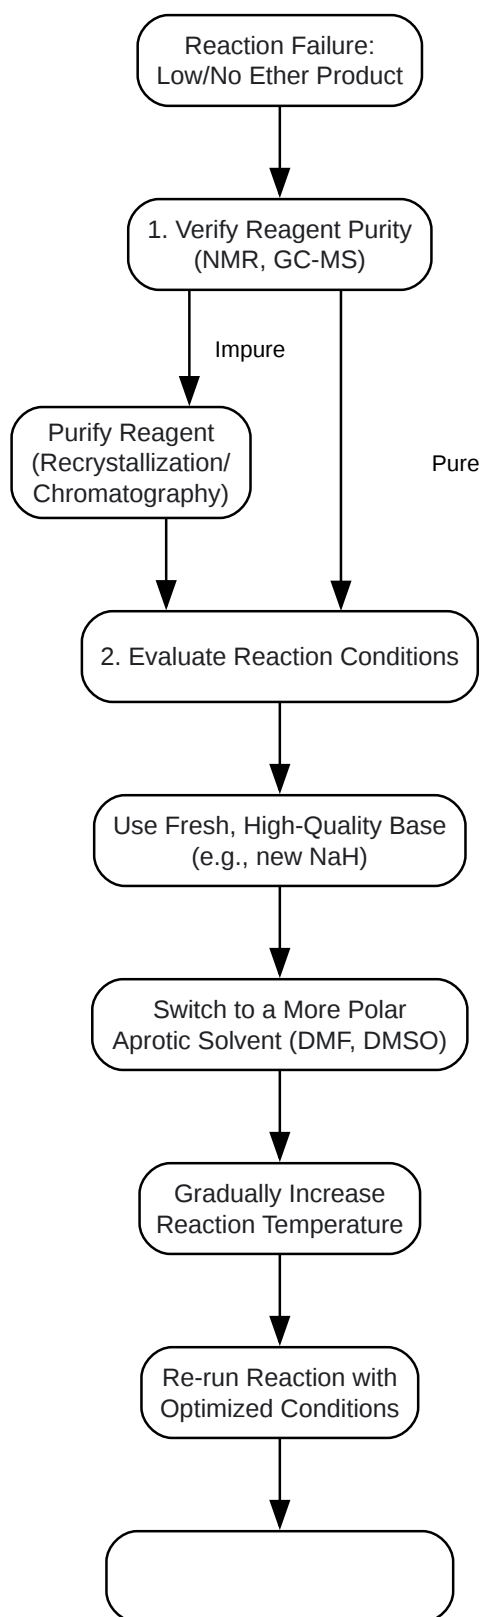 Reaction Failure:
Low/No Ether Product
1. Verify Reagent Purity
(NMR, GC-MS)
Impure
Purify Reagent
(Recrystallization/
Chromatography)
Pure
2. Evaluate Reaction Conditions
Use Fresh, High-Quality Base
(e.g., new NaH)
Switch to a More Polar
Aprotic Solvent (DMF, DMSO)
Gradually Increase
Reaction Temperature
Re-run Reaction with
Optimized Conditions